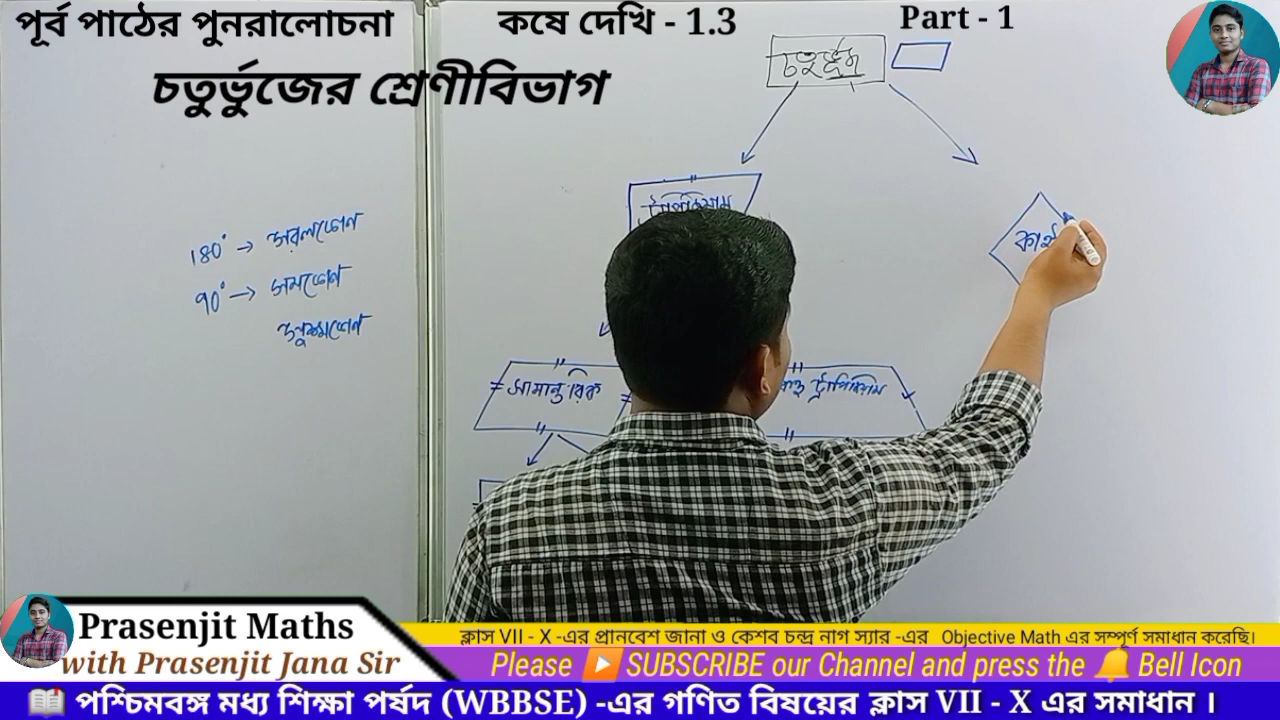 পূর্ব পাঠের পুনরালোচনা
কষে দেখি - 1.3
Part - 1
চতুর্ভুজের শ্রেণীবিভাগ
চতুর্ভুজ
ট্রাপিজিয়াম
180° → সরলকোণ
90° → সমকোণ
সূক্ষ্মকোণ
সামান্তরিক
ট্রাপিজিয়াম
Prasenjit Maths
with Prasenjit Jana Sir
ক্লাস VII - X -এর প্রানবেশ জানা ও কেশব চন্দ্র নাগ স্যার -এর Objective Math এর সম্পূর্ণ সমাধান করেছি।
Please ▶️ SUBSCRIBE our Channel and press the 🔔 Bell Icon
📖 পশ্চিমবঙ্গ মধ্য শিক্ষা পর্ষদ (WBBSE) -এর গণিত বিষয়ের ক্লাস VII - X এর সমাধান ।